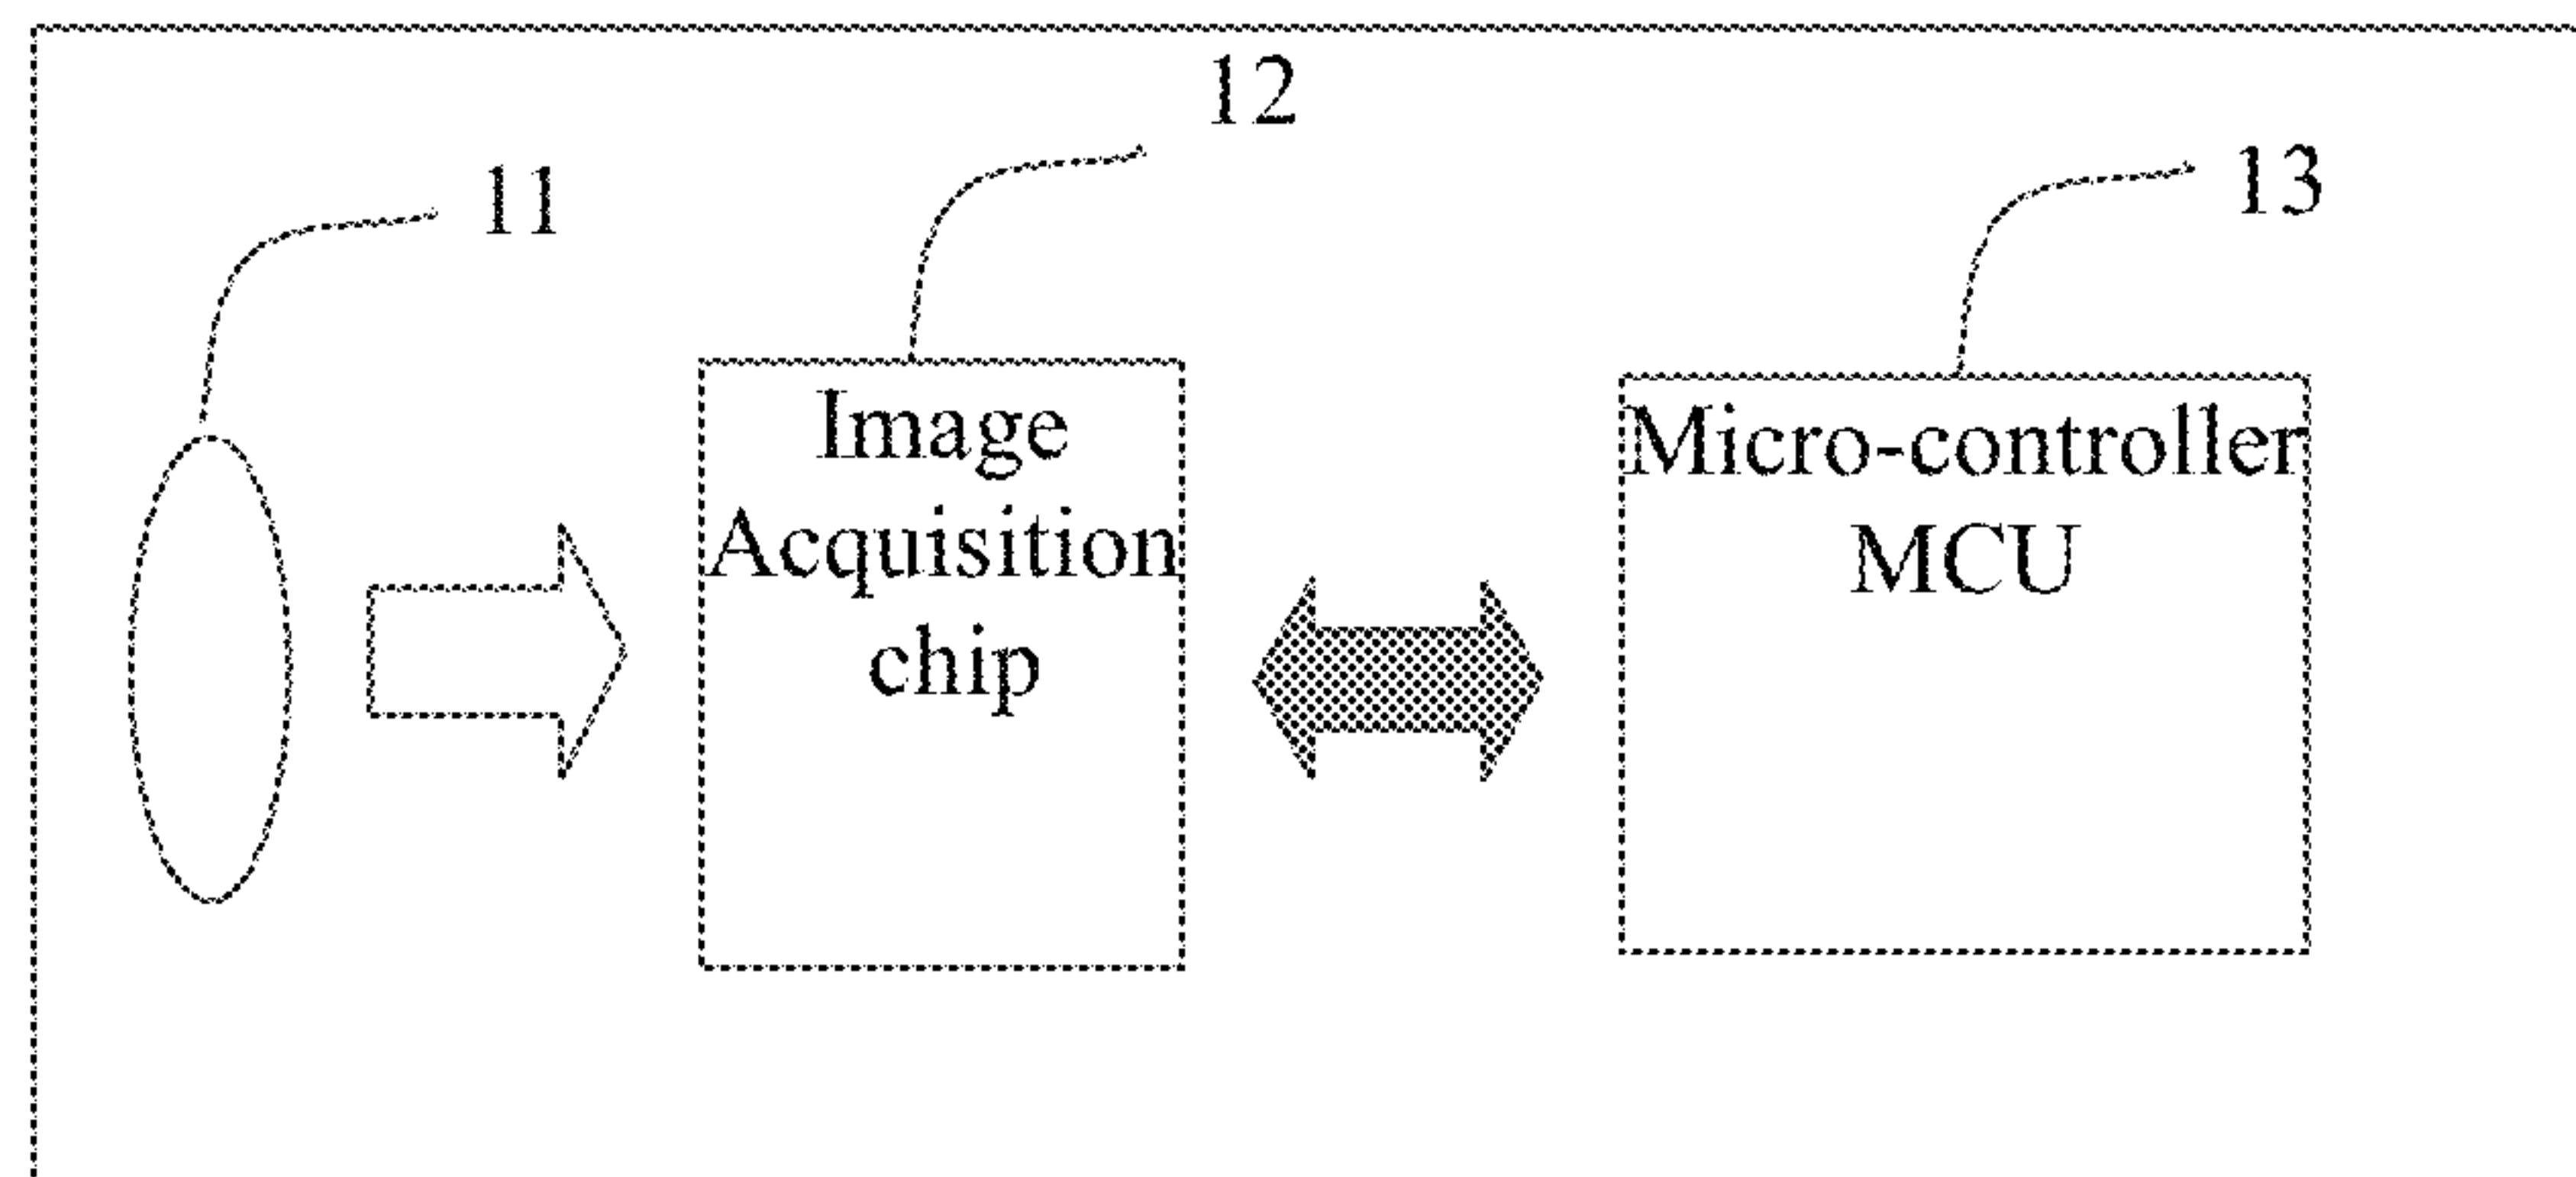 12
11
13
Image
Acquisition
chip
Micro-controller
MCU